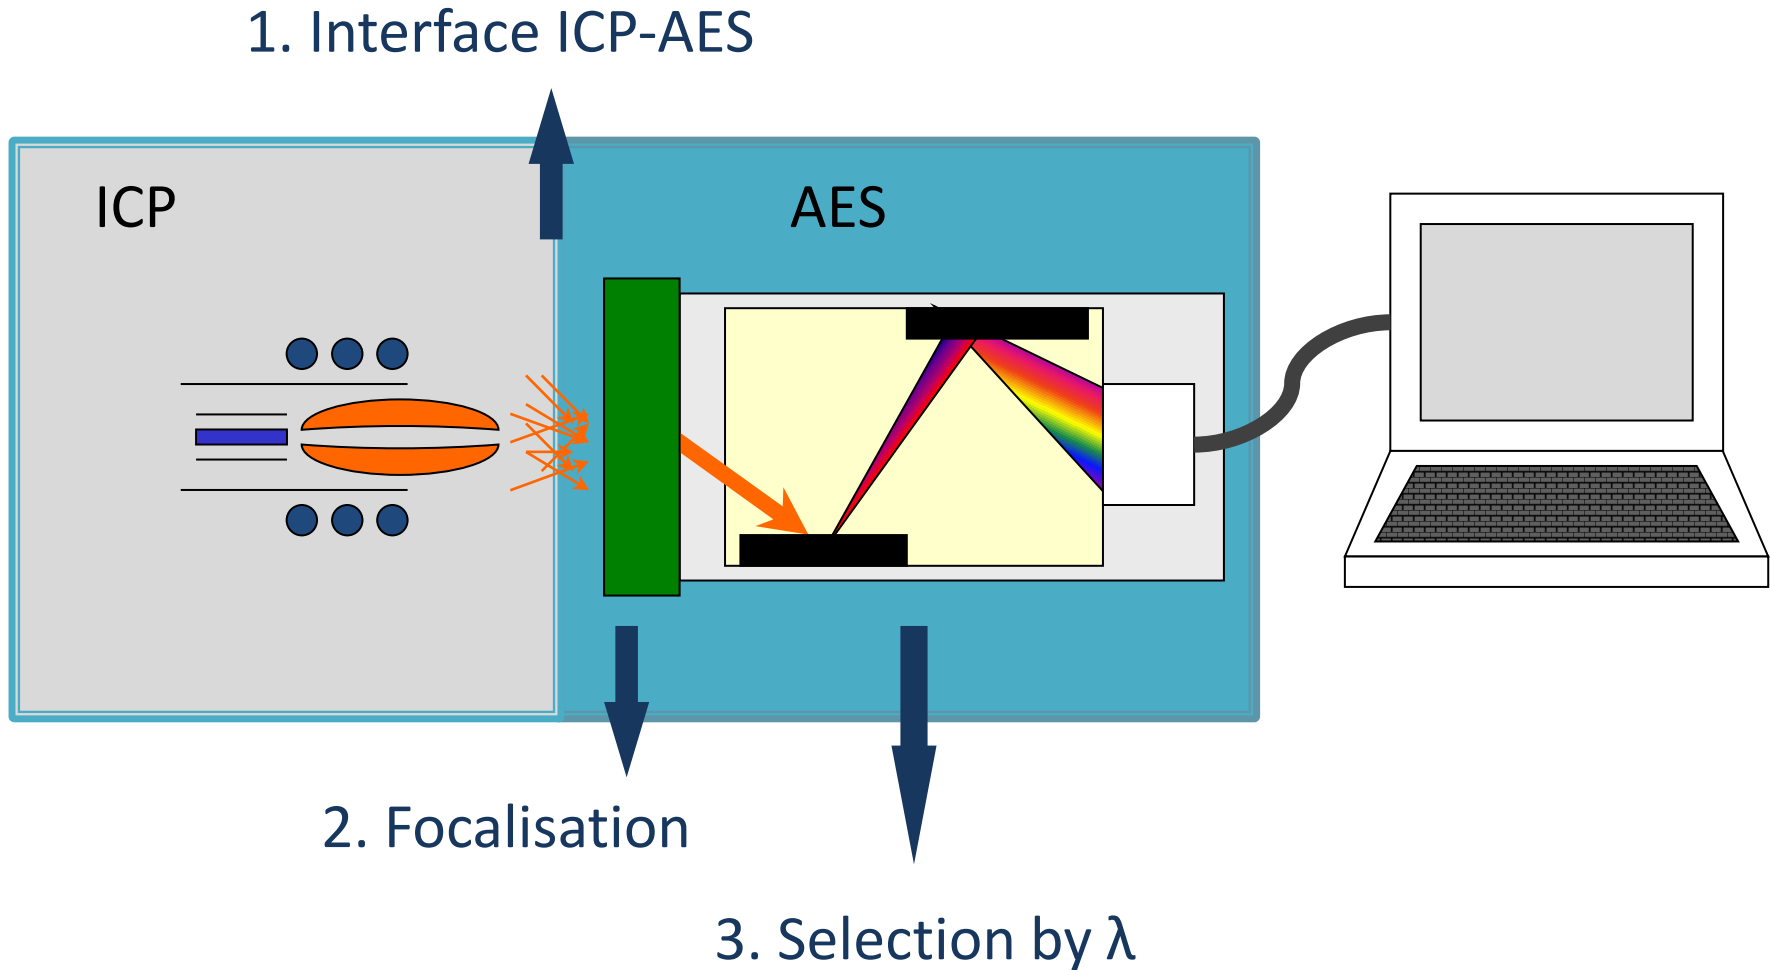 1. Interface ICP-AES
ICP
AES
2. Focalisation
3. Selection by λ